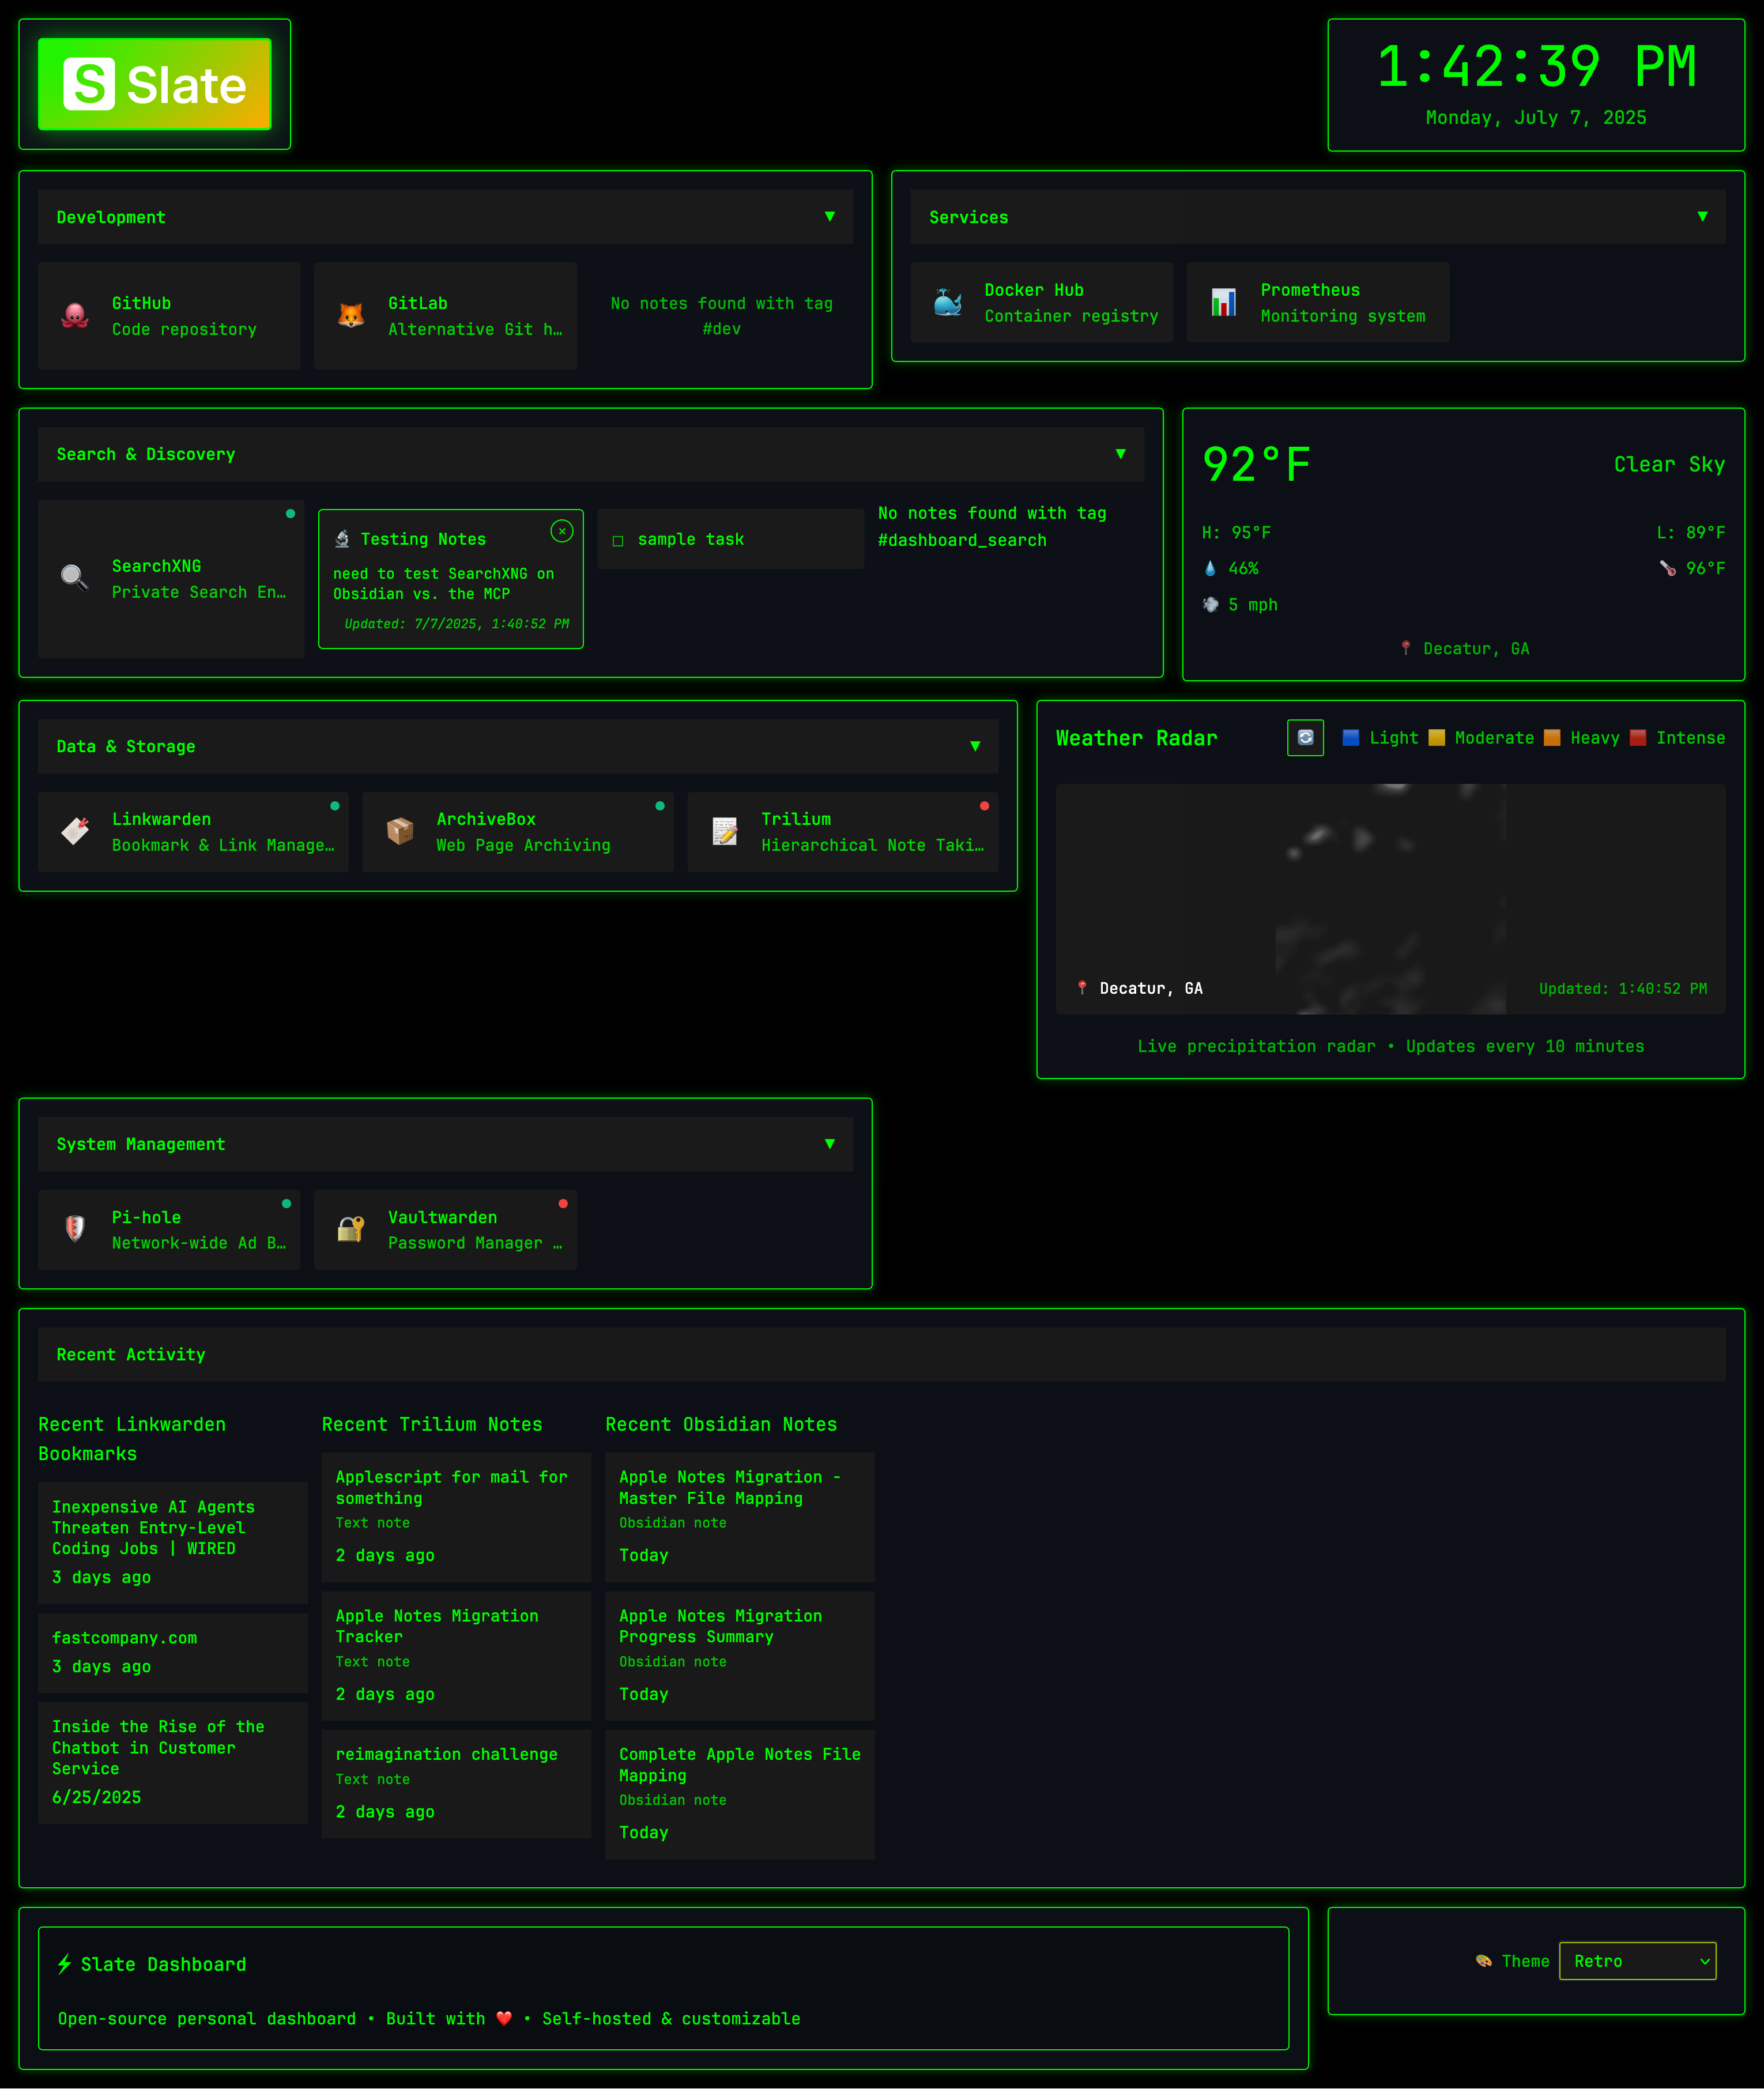 S Slate
1:42:39 PM
Monday, July 7, 2025
Development ▼
GitHub
Code repository
GitLab
Alternative Git h…
No notes found with tag
#dev
Services ▼
Docker Hub
Container registry
Prometheus
Monitoring system
Search & Discovery ▼
SearchXNG
Private Search En…
Testing Notes
need to test SearchXNG on
Obsidian vs. the MCP
Updated: 7/7/2025, 1:40:52 PM
sample task
No notes found with tag
#dashboard_search
92°F
Clear Sky
H: 95°F
L: 89°F
46%
96°F
5 mph
Decatur, GA
Data & Storage ▼
Linkwarden
Bookmark & Link Manage…
ArchiveBox
Web Page Archiving
Trilium
Hierarchical Note Taki…
Weather Radar
Light Moderate Heavy Intense
Decatur, GA
Updated: 1:40:52 PM
Live precipitation radar • Updates every 10 minutes
System Management ▼
Pi-hole
Network-wide Ad B…
Vaultwarden
Password Manager …
Recent Activity
Recent Linkwarden
Bookmarks
Inexpensive AI Agents
Threaten Entry-Level
Coding Jobs | WIRED
3 days ago
fastcompany.com
3 days ago
Inside the Rise of the
Chatbot in Customer
Service
6/25/2025
Recent Trilium Notes
Applescript for mail for
something
Text note
2 days ago
Apple Notes Migration
Tracker
Text note
2 days ago
reimagination challenge
Text note
2 days ago
Recent Obsidian Notes
Apple Notes Migration -
Master File Mapping
Obsidian note
Today
Apple Notes Migration
Progress Summary
Obsidian note
Today
Complete Apple Notes File
Mapping
Obsidian note
Today
⚡ Slate Dashboard
Open-source personal dashboard • Built with ❤️ • Self-hosted & customizable
Theme
Retro